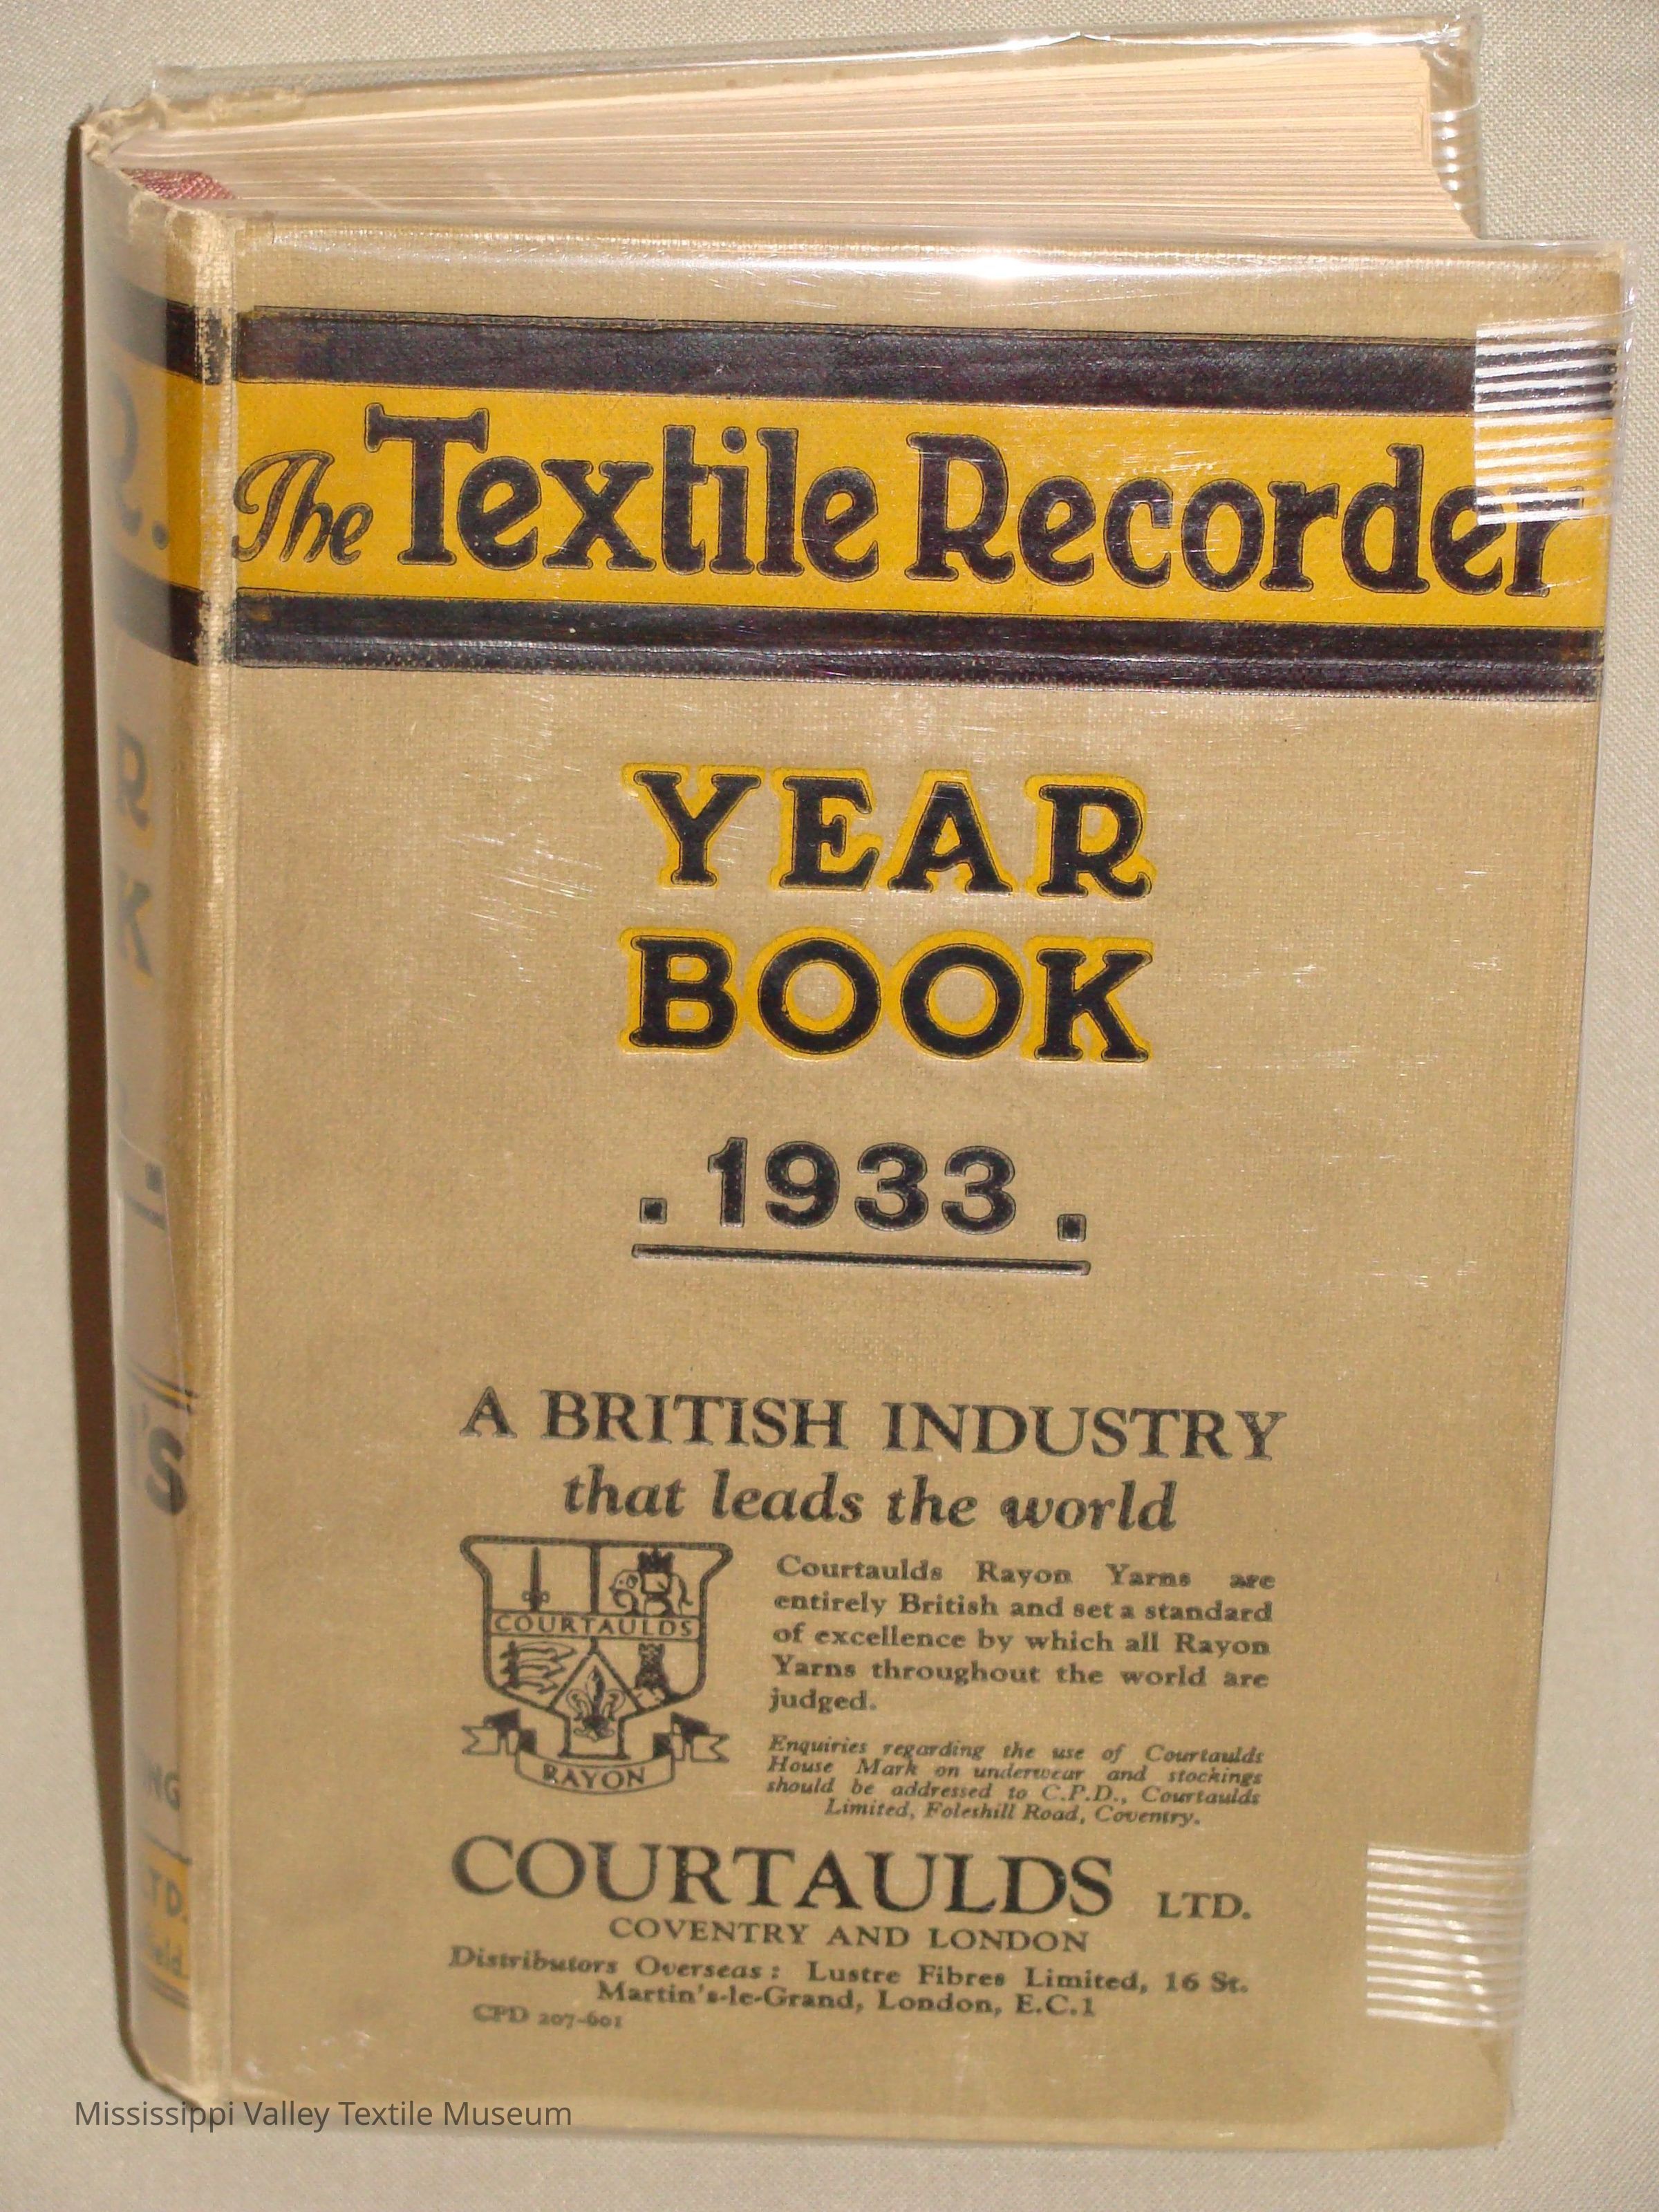 The Textile Recorder
YEAR
BOOK
. 1933 .
A BRITISH INDUSTRY
that leads the world
COURTAULDS
RAYON
Courtaulds Rayon Yarns are
entirely British and set a standard
of excellence by which all Rayon
Yarns throughout the world are
judged.
Enquiries regarding the use of Courtaulds
House Mark on underwear and stockings
should be addressed to C.P.D., Courtaulds
Limited, Foleshill Road, Coventry.
COURTAULDS LTD.
COVENTRY AND LONDON
Distributors Overseas: Lustre Fibres Limited, 16 St.
Martin's-le-Grand, London, E.C.1
CPD 207-601
Mississippi Valley Textile Museum